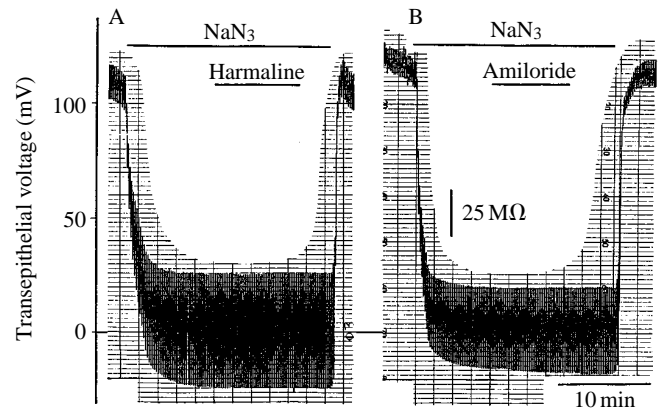 A
NaN3
Harmaline
B
NaN3
Amiloride
Transepithelial voltage (mV)
100
50
0
25 MΩ
10 min